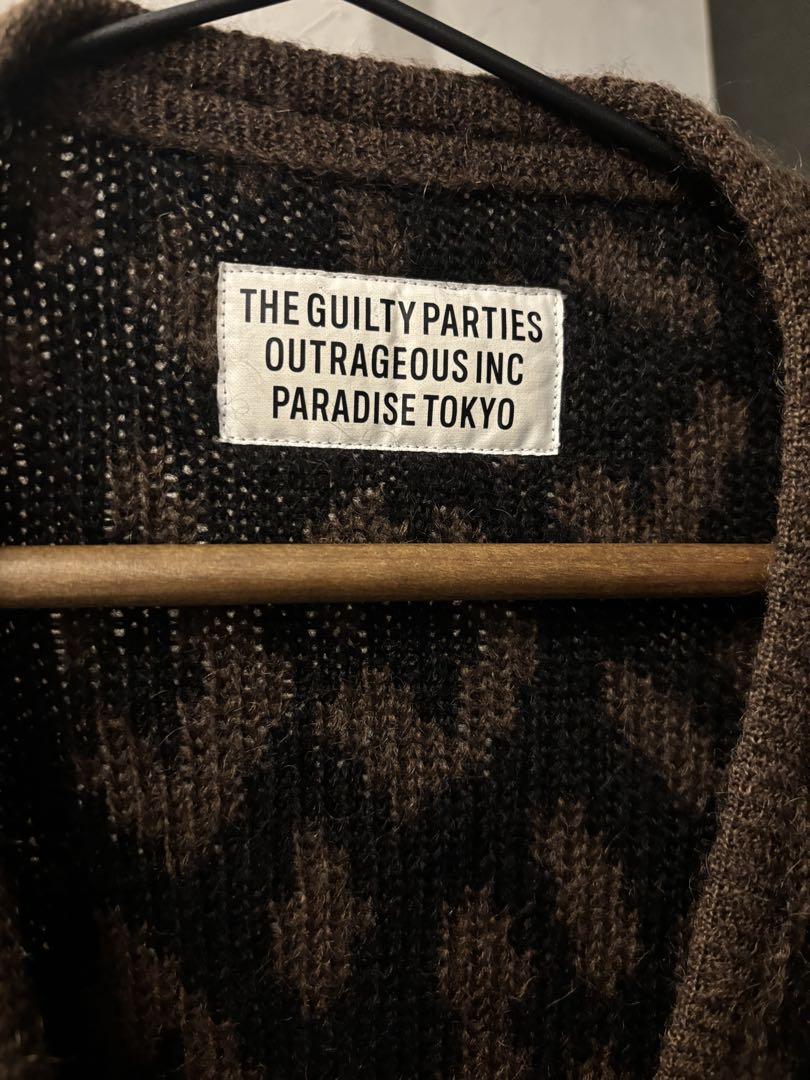 THE GUILTY PARTIES
OUTRAGEOUS INC
PARADISE TOKYO